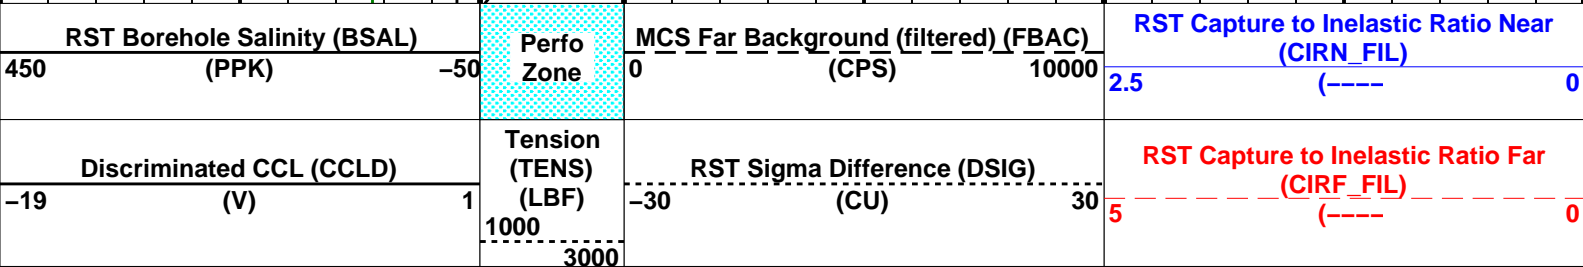 RST Borehole Salinity (BSAL)
450 (PPK) −50
Perfo
Zone
MCS Far Background (filtered) (FBAC)
0 (CPS) 10000
RST Capture to Inelastic Ratio Near
(CIRN_FIL)
2.5 (−−−− 0
Discriminated CCL (CCLD)
−19 (V) 1
Tension
(TENS)
(LBF)
1000
3000
RST Sigma Difference (DSIG)
−30 (CU) 30
RST Capture to Inelastic Ratio Far
(CIRF_FIL)
5 (−−−− 0